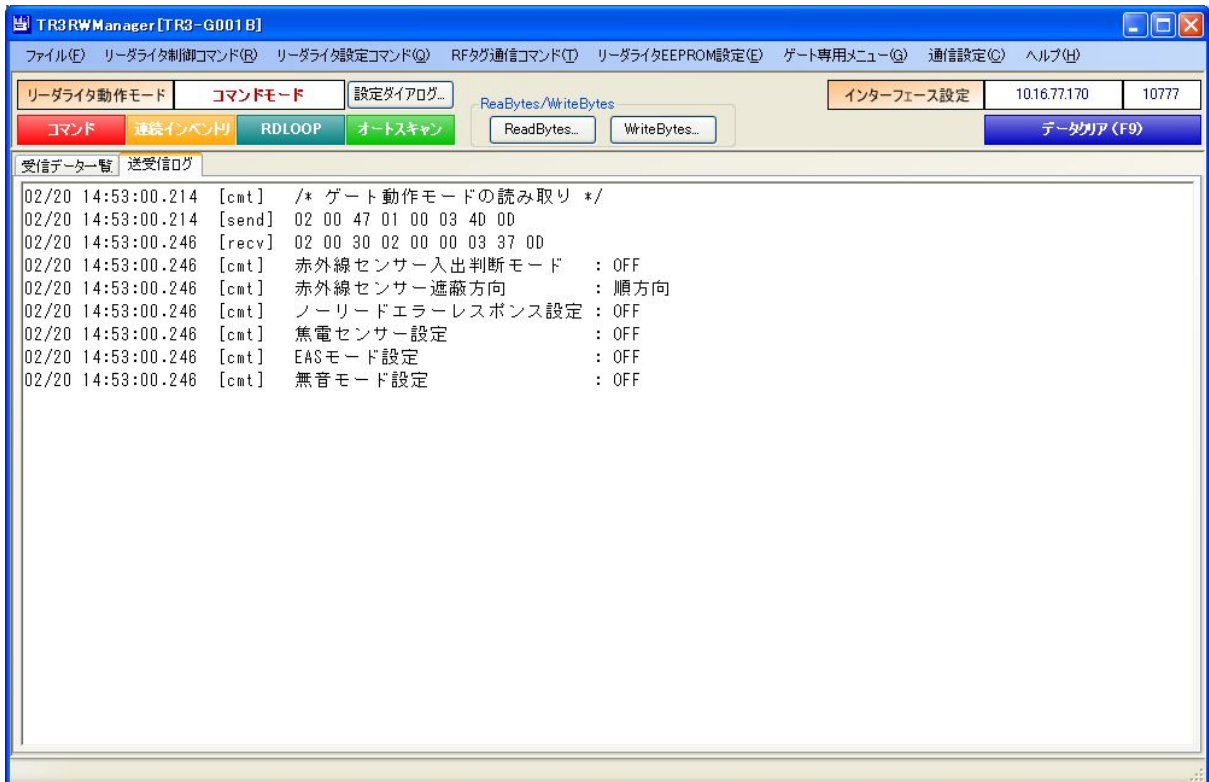 TR3RWManager[TR3-G001B]
ファイル(F) リーダライタ制御コマンド(R) リーダライタ設定コマンド(Q) RFタグ通信コマンド(T) リーダライタEEPROM設定(E) ゲート専用メニュー(G) 通信設定(C) ヘルプ(H)
リーダライタ動作モード コマンドモード 設定ダイアログ... ReaBytes/WriteBytes インターフェース設定 10.16.77.170 10777
コマンド 連続インベントリ RDLOOP オートスキャン ReadBytes... WriteBytes... データクリア (F9)
受信データ一覧 送受信ログ
02/20 14:53:00.214 [cmt] /* ゲート動作モードの読み取り */
02/20 14:53:00.214 [send] 02 00 47 01 00 03 4D 0D
02/20 14:53:00.246 [recv] 02 00 30 02 00 00 03 37 0D
02/20 14:53:00.246 [cmt] 赤外線センサー入出判断モード : OFF
02/20 14:53:00.246 [cmt] 赤外線センサー遮蔽方向 : 順方向
02/20 14:53:00.246 [cmt] ノーリードエラーレスポンス設定 : OFF
02/20 14:53:00.246 [cmt] 焦電センサー設定 : OFF
02/20 14:53:00.246 [cmt] EASモード設定 : OFF
02/20 14:53:00.246 [cmt] 無音モード設定 : OFF